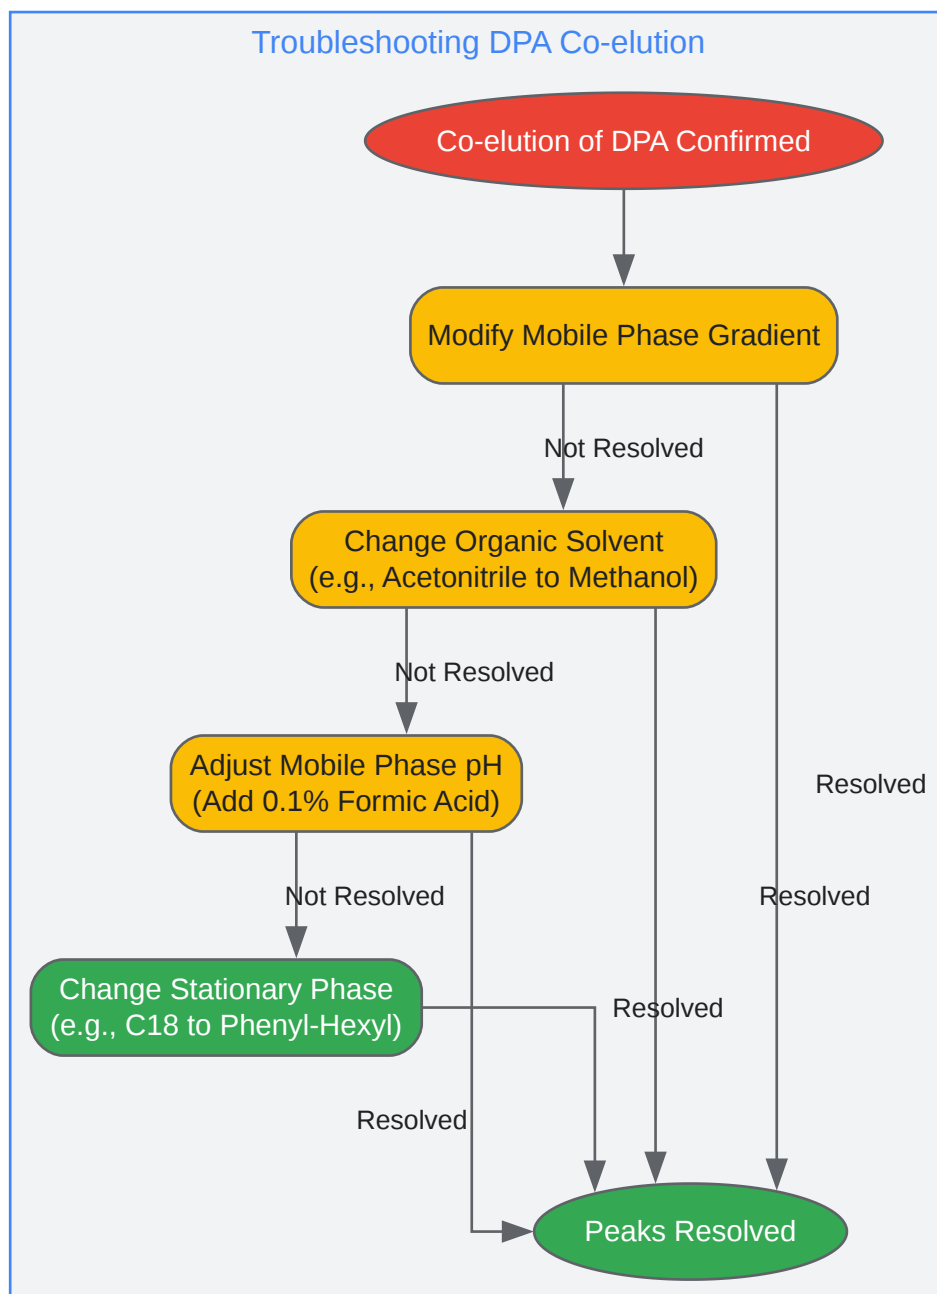 Troubleshooting DPA Co-elution
Co-elution of DPA Confirmed
Modify Mobile Phase Gradient
Not Resolved
Change Organic Solvent
(e.g., Acetonitrile to Methanol)
Not Resolved
Adjust Mobile Phase pH
(Add 0.1% Formic Acid)
Resolved
Not Resolved
Resolved
Change Stationary Phase
(e.g., C18 to Phenyl-Hexyl)
Resolved
Resolved
Peaks Resolved